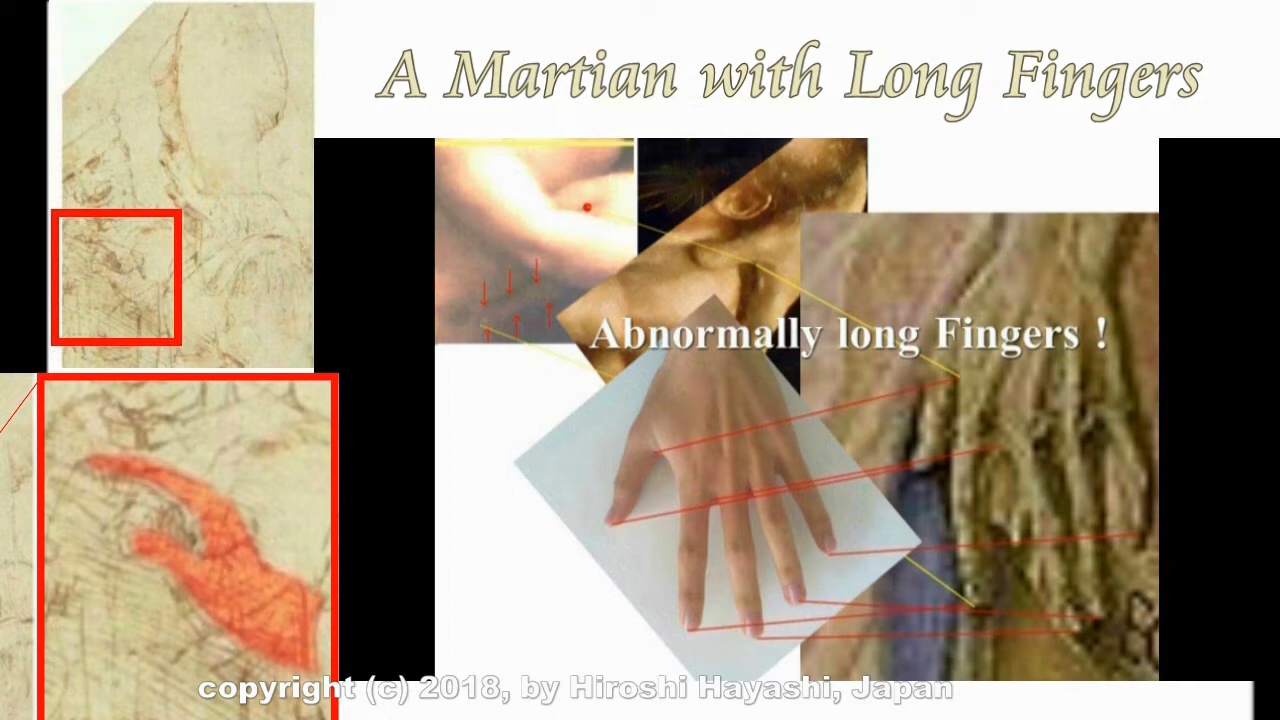 A Martian with Long Fingers
Abnormally long Fingers !
copyright (c) 2018, by Hiroshi Hayashi, Japan